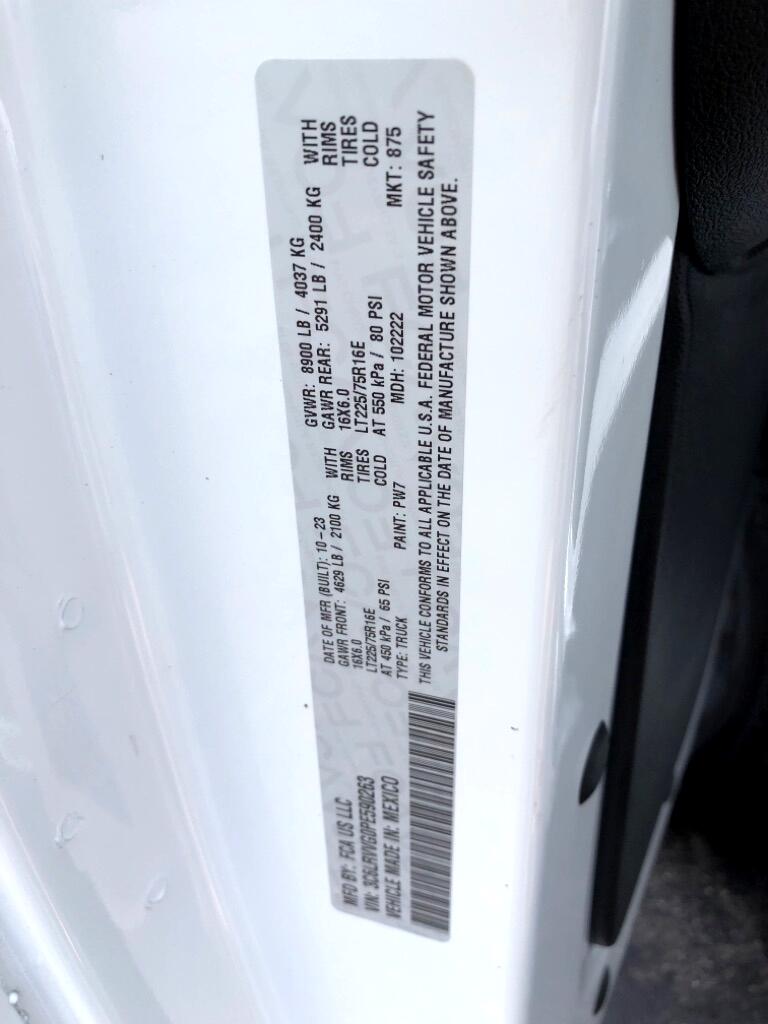 MFD BY: FCA US LLC
DATE OF MFR (BUILT): 10-23
GVWR: 8900 LB / 4037 KG
VIN: 3C6LRVVG0PE590263
GAWR FRONT: 4629 LB / 2100 KG WITH
GAWR REAR: 5291 LB / 2400 KG WITH
VEHICLE MADE IN: MEXICO
16X6.0 RIMS
16X6.0 RIMS
LT225/75R16E TIRES
LT225/75R16E TIRES
AT 450 kPa / 65 PSI COLD
AT 550 kPa / 80 PSI COLD
TYPE: TRUCK PAINT: PW7 MDH: 102222 MKT: 875
THIS VEHICLE CONFORMS TO ALL APPLICABLE U.S.A. FEDERAL MOTOR VEHICLE SAFETY
STANDARDS IN EFFECT ON THE DATE OF MANUFACTURE SHOWN ABOVE.